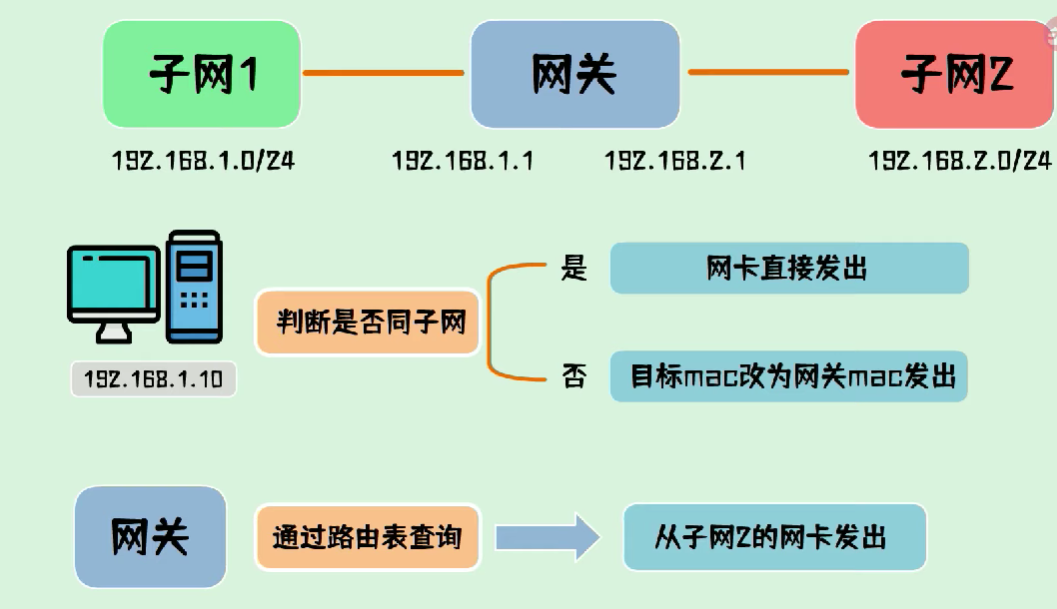 子网1
网关
子网2
192.168.1.0/24
192.168.1.1
192.168.2.1
192.168.2.0/24
是
网卡直接发出
判断是否同子网
192.168.1.10
否
目标mac改为网关mac发出
网关
通过路由表查询
从子网2的网卡发出